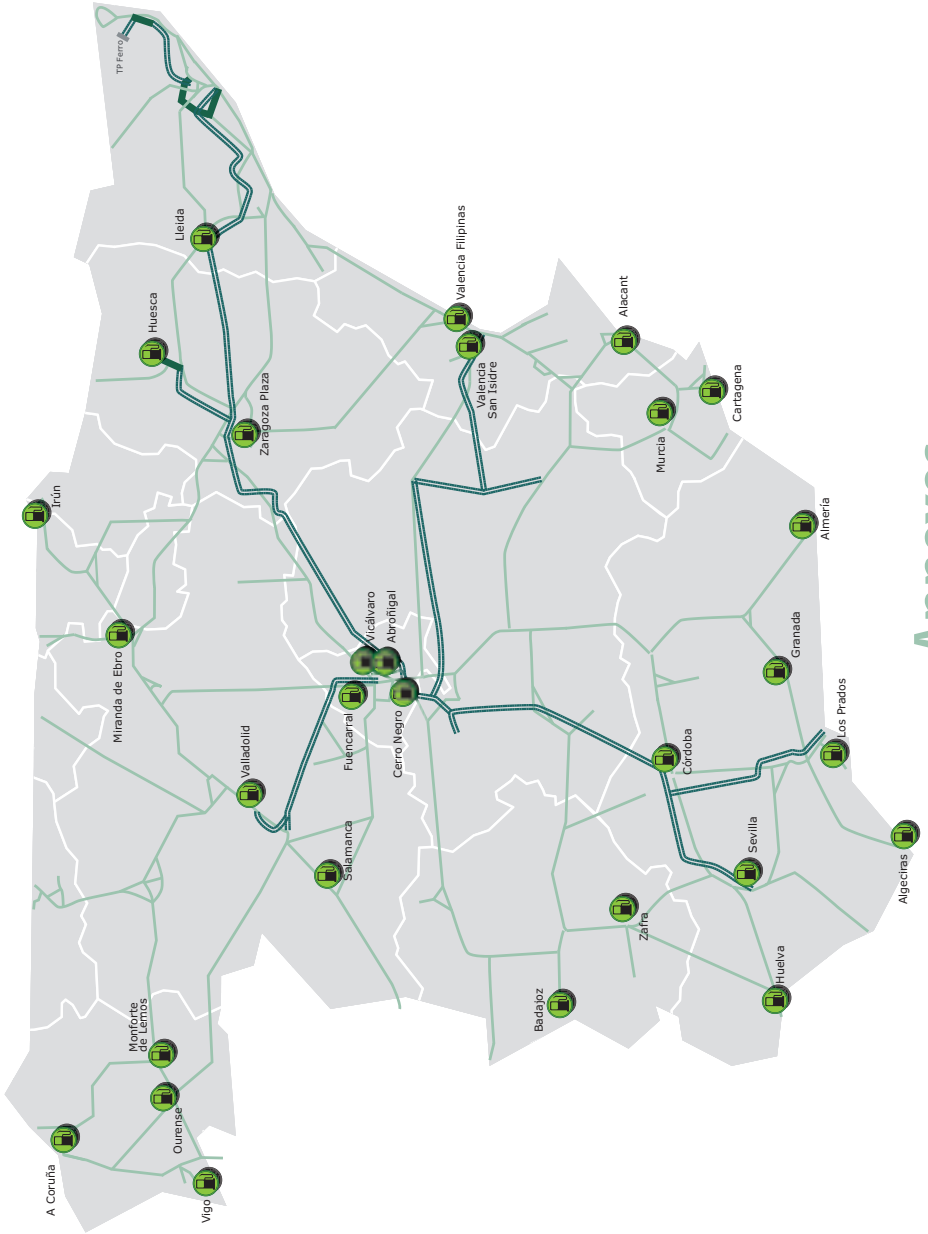 A Coruña
Irún
Miranda de Ebro
TP Ferro
Monforte
de Lemos
Huesca
Ourense
Lleida
Vigo
Valladolid
Zaragoza Plaza
Salamanca
Fuencarral
Vicálvaro
Abroñigal
Cerro Negro
Valencia Filipinas
Valencia
San Isidre
Badajoz
Alacant
Zafra
Murcia
Córdoba
Cartagena
Sevilla
Huelva
Granada
Almería
Los Prados
Algeciras